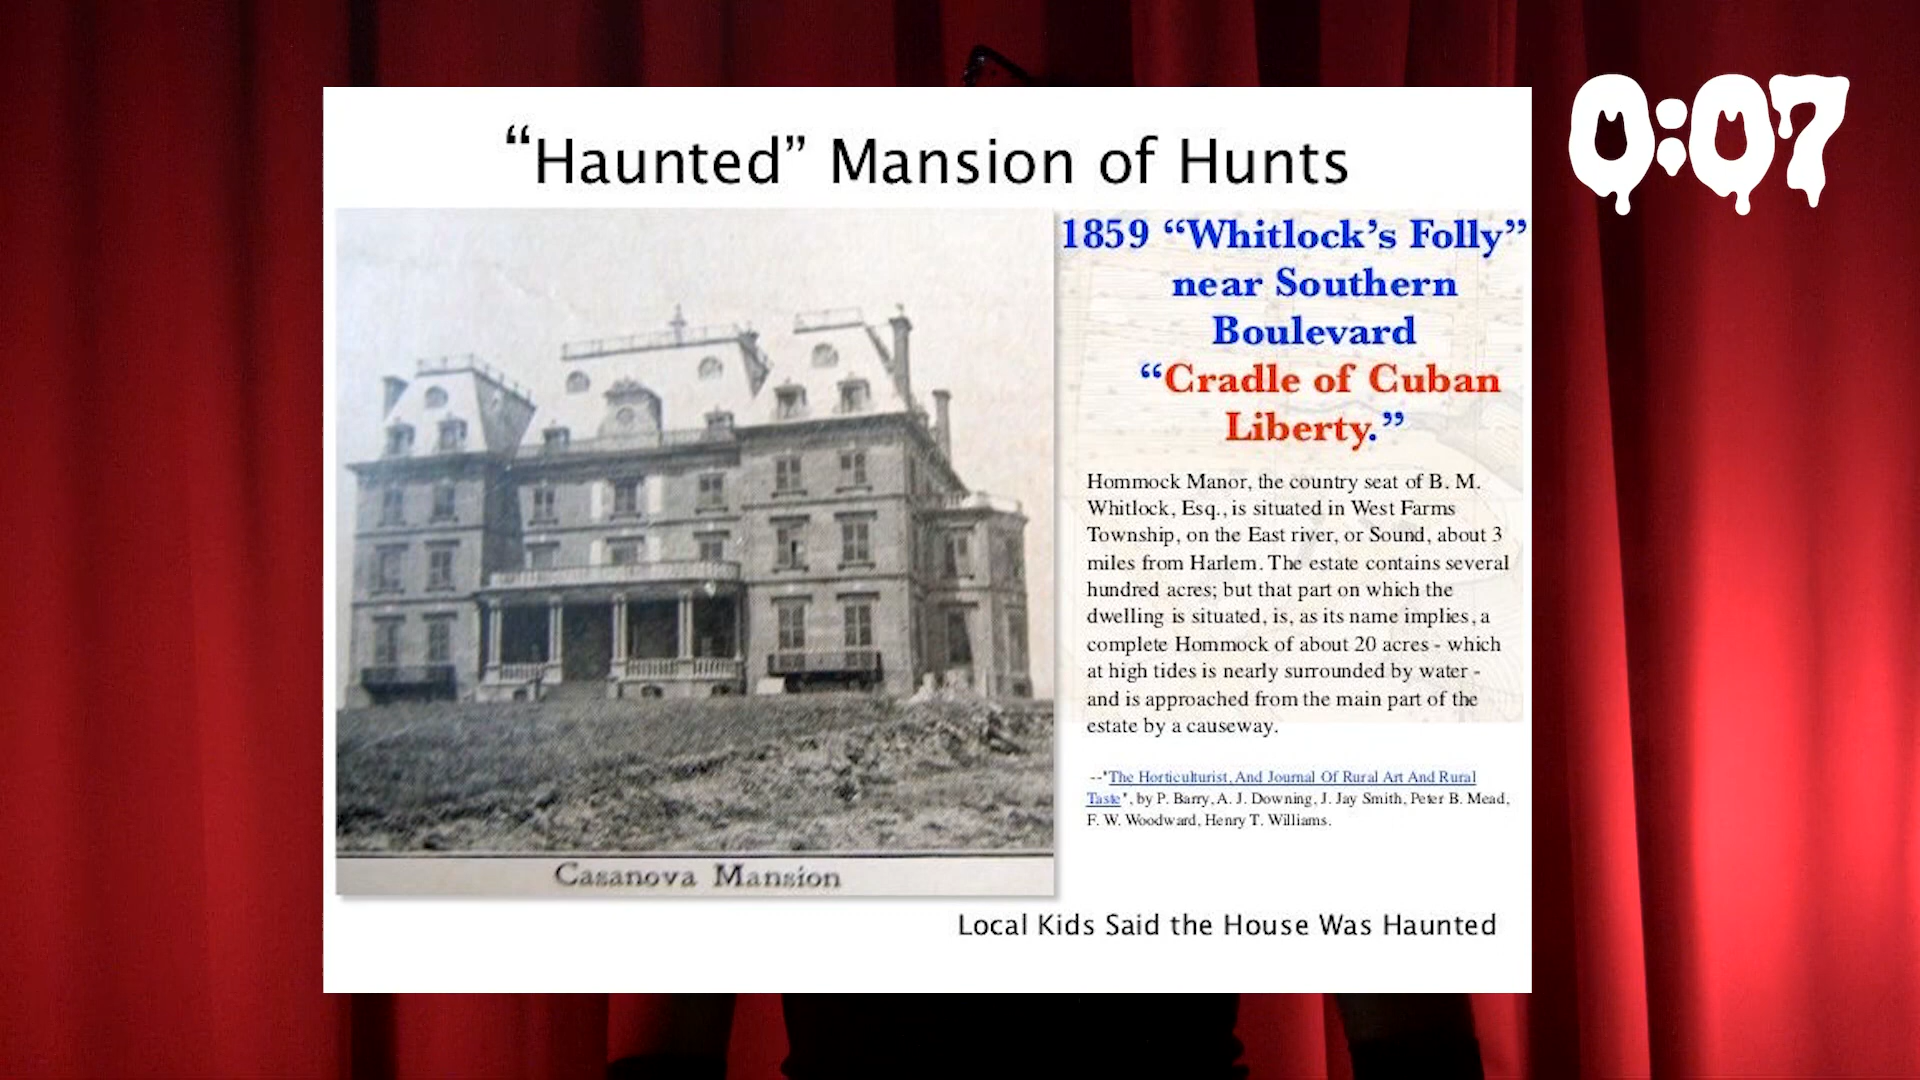 0:07
“Haunted” Mansion of Hunts
1859 “Whitlock’s Folly”
near Southern
Boulevard
“Cradle of Cuban
Liberty.”
Hommock Manor, the country seat of B. M.
Whitlock, Esq., is situated in West Farms
Township, on the East river, or Sound, about 3
miles from Harlem. The estate contains several
hundred acres; but that part on which the
dwelling is situated, is, as its name implies, a
complete Hommock of about 20 acres - which
at high tides is nearly surrounded by water -
and is approached from the main part of the
estate by a causeway.
--"The Horticulturist, And Journal Of Rural Art And Rural
Taste", by P. Barry, A. J. Downing, J. Jay Smith, Peter B. Mead,
F. W. Woodward, Henry T. Williams.
Casanova Mansion
Local Kids Said the House Was Haunted